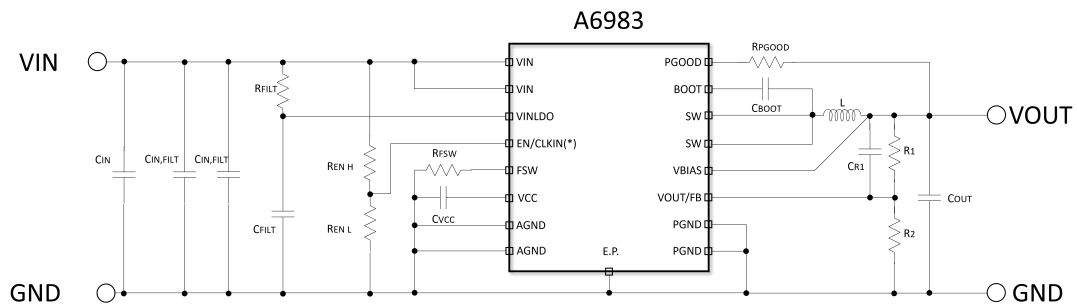 A6983
VIN
VOUT
GND
GND
VIN
VIN
VINLDO
EN/CLKIN(*)
FSW
VCC
AGND
AGND
E.P.
PGOOD
BOOT
SW
SW
VBIAS
VOUT/FB
PGND
PGND
CIN
CIN,FILT
CIN,FILT
RFILT
CFILT
REN H
REN L
RFSW
CVCC
RPGOOD
CBOOT
L
CR1
R1
R2
COUT